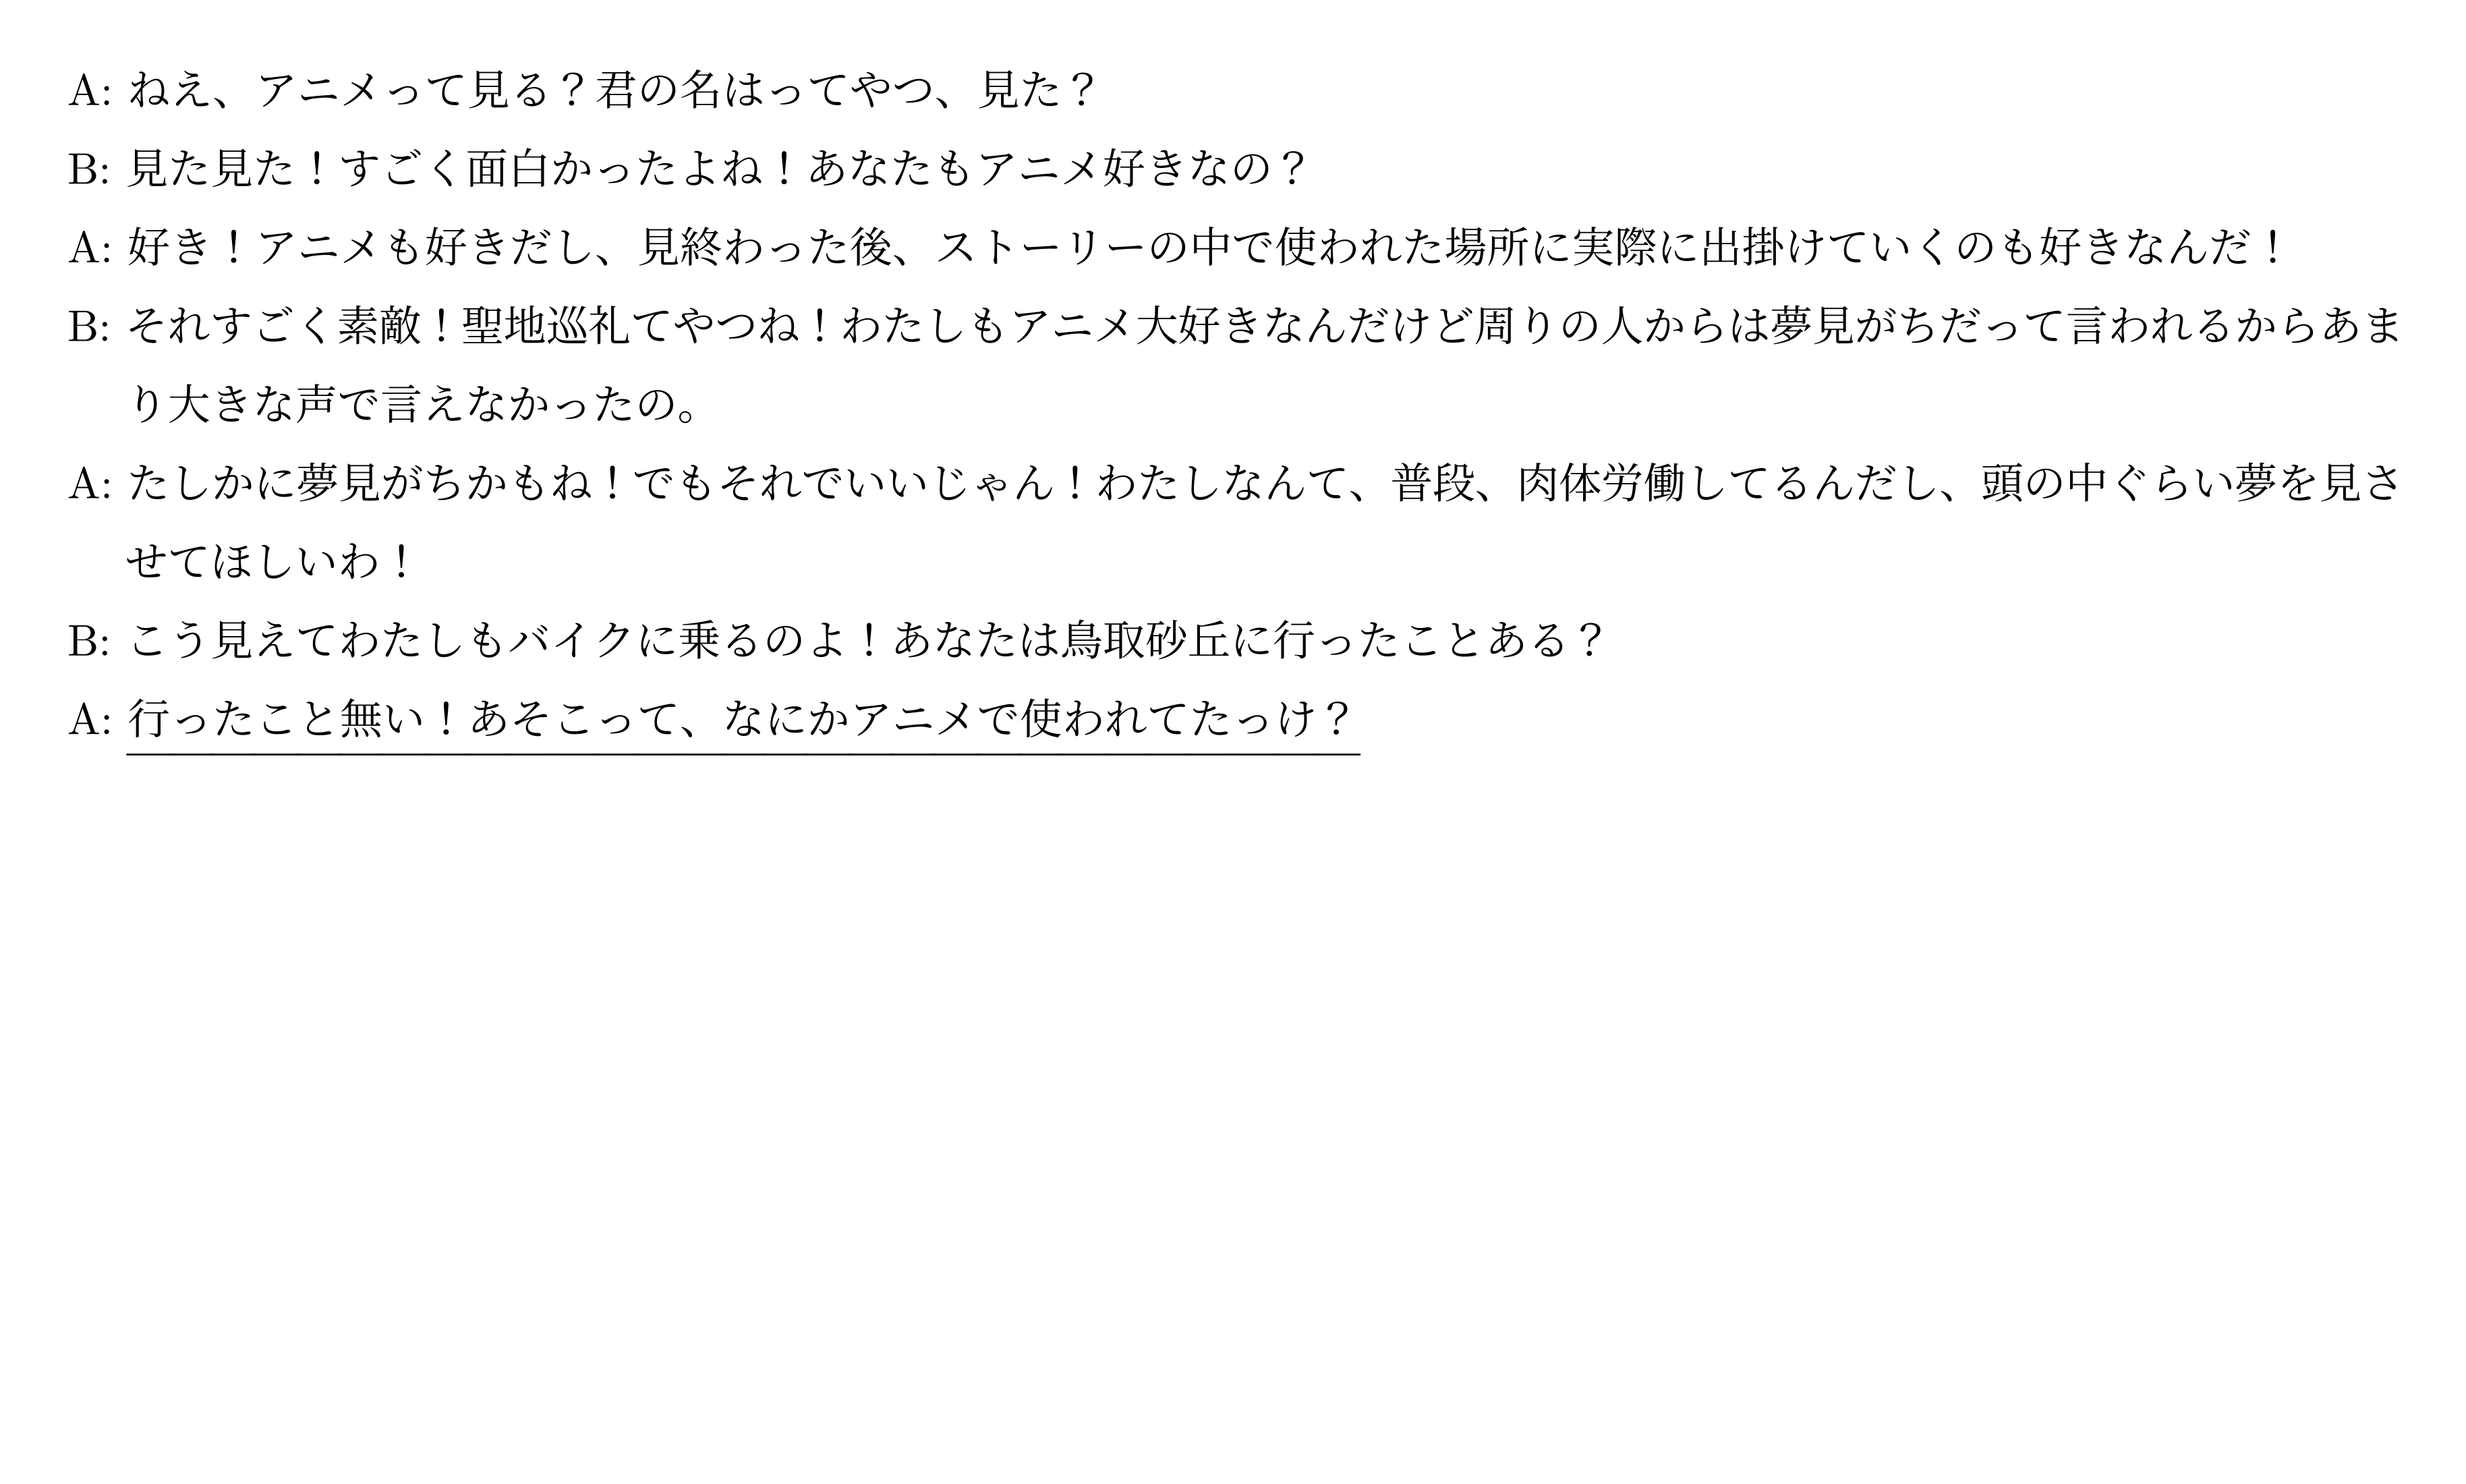 A: ねえ、アニメって見る？君の名はってやつ、見た？
B: 見た見た！すごく面白かったよね！あなたもアニメ好きなの？
A: 好き！アニメも好きだし、見終わった後、ストーリーの中で使われた場所に実際に出掛けていくのも好きなんだ！
B: それすごく素敵！聖地巡礼てやつね！わたしもアニメ大好きなんだけど周りの人からは夢見がちだって言われるからあま
り大きな声で言えなかったの。
A: たしかに夢見がちかもね！でもそれでいいじゃん！わたしなんて、普段、肉体労働してるんだし、頭の中ぐらい夢を見さ
せてほしいわ！
B: こう見えてわたしもバイクに乗るのよ！あなたは鳥取砂丘に行ったことある？
A: 行ったこと無い！あそこって、なにかアニメで使われてたっけ？